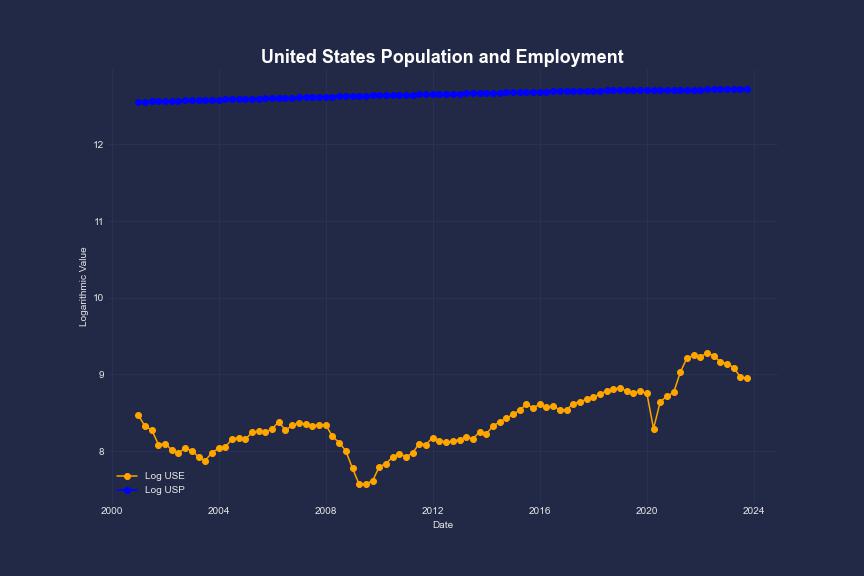 United States Population and Employment
Logarithmic Value
12
11
10
9
8
Log USE
Log USP
2000 2004 2008 2012 2016 2020 2024
Date